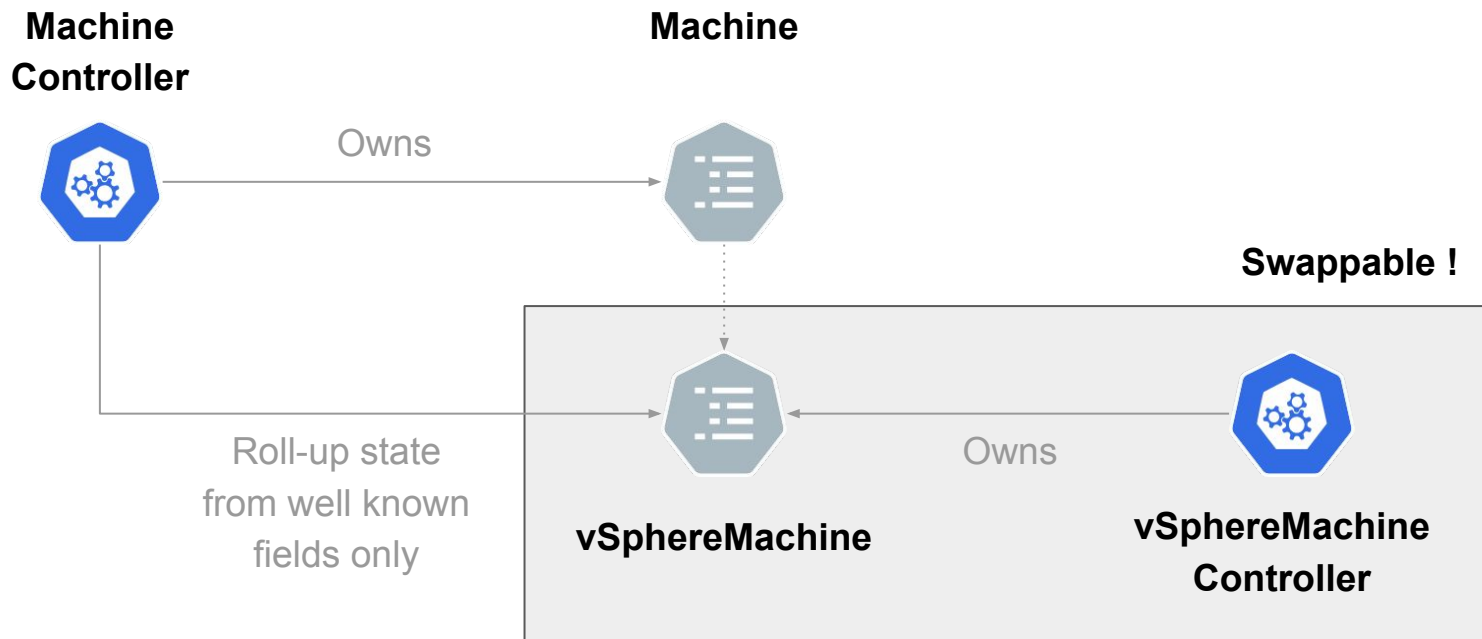 Machine
Controller
Machine
Owns
Swappable !
Roll-up state
from well known
fields only
vSphereMachine
Owns
vSphereMachine
Controller